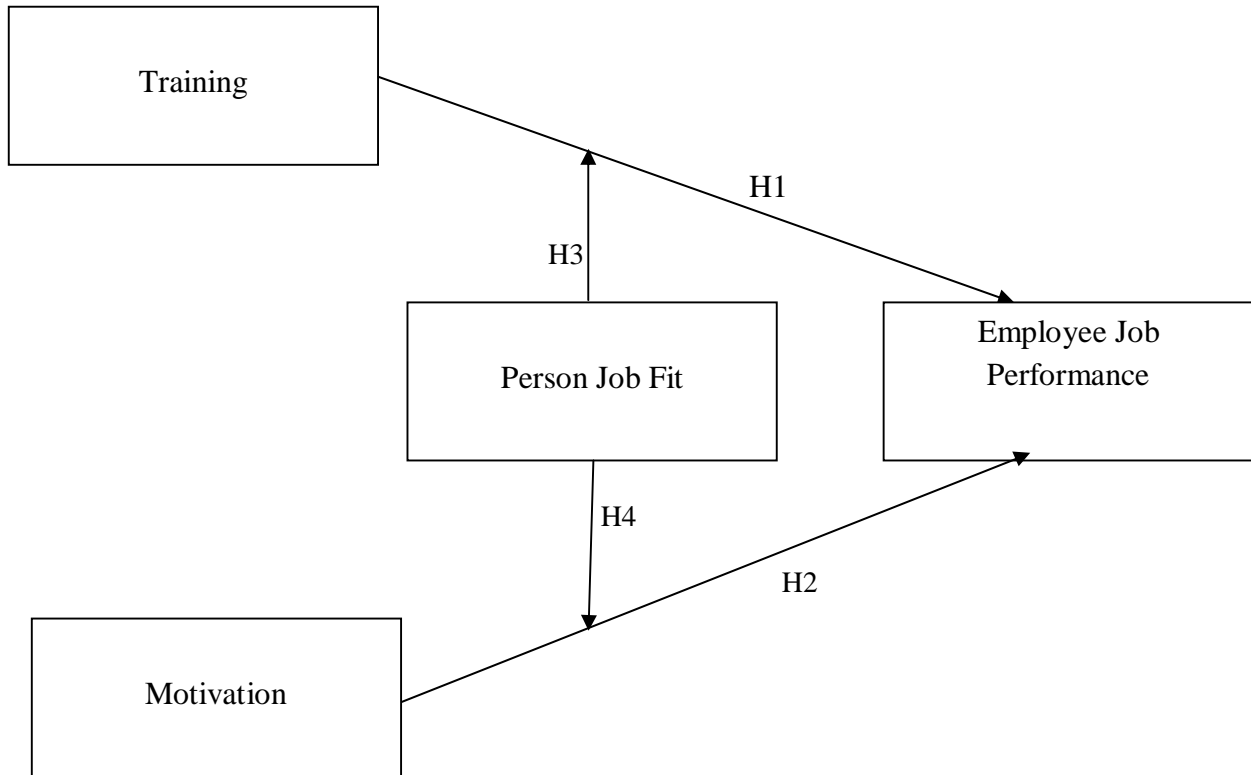 Training
H1
H3
Person Job Fit
Employee Job
Performance
H4
H2
Motivation